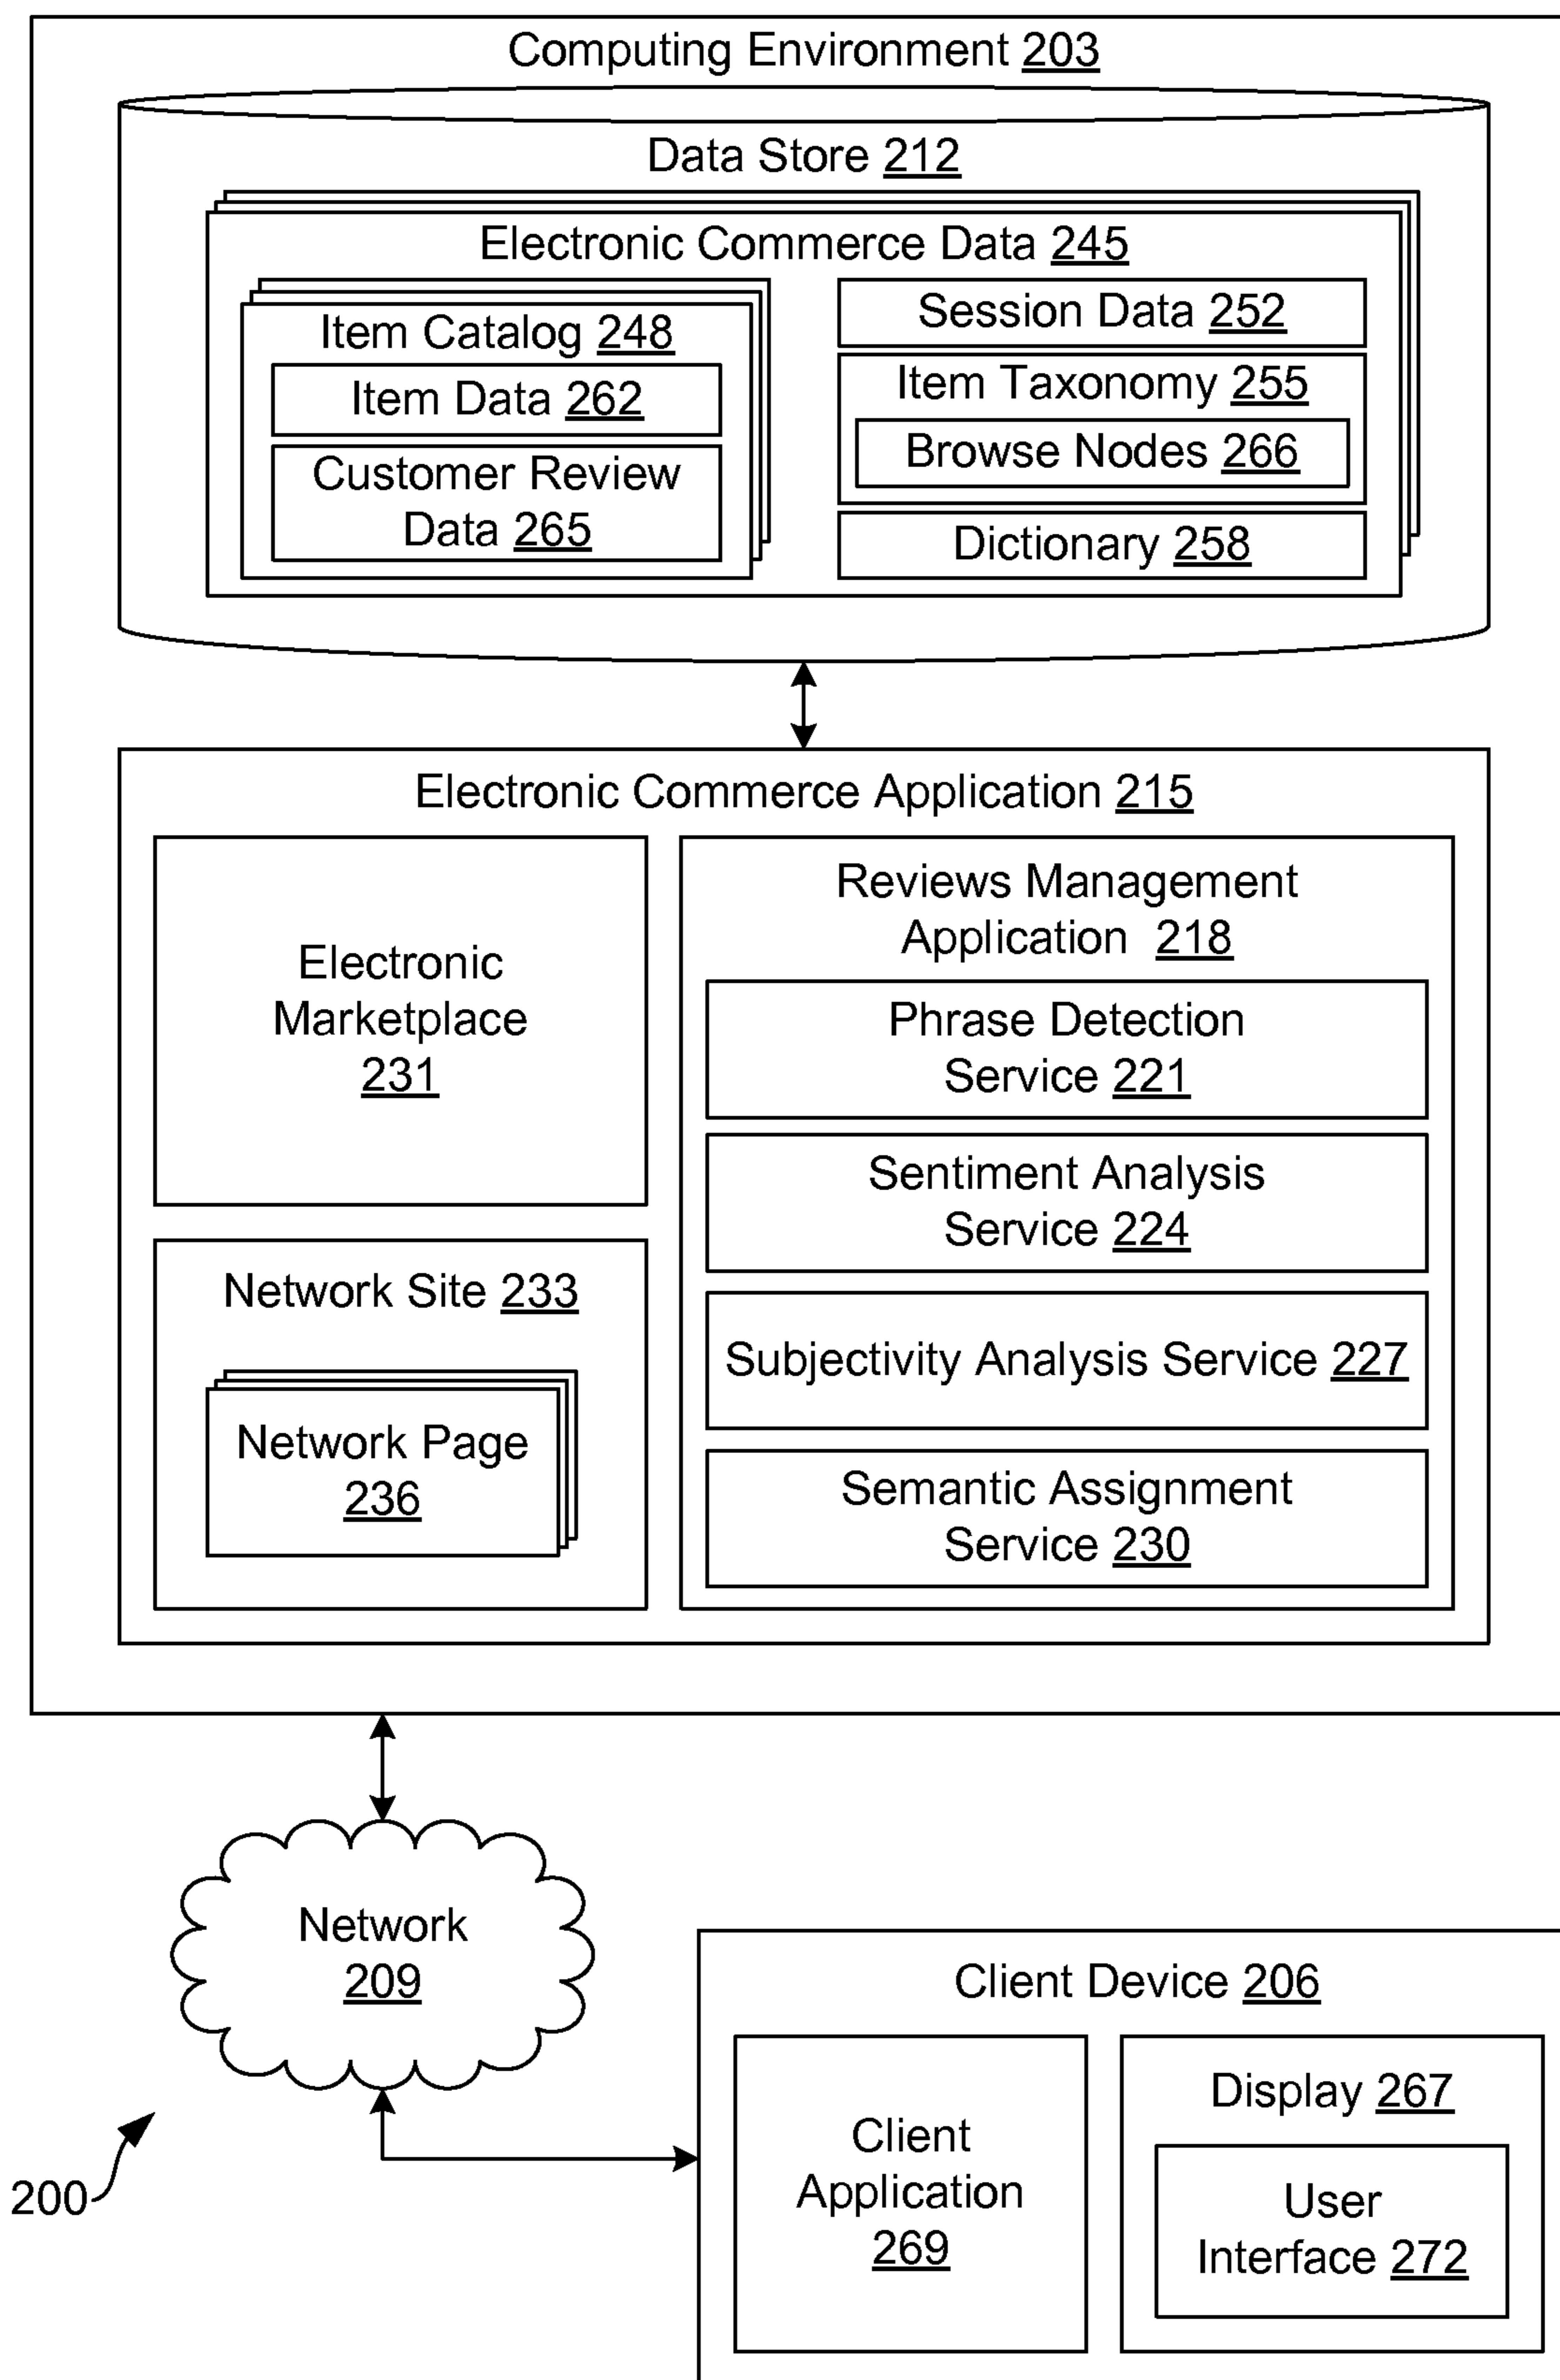 Computing Environment 203
Data Store 212
Electronic Commerce Data 245
Item Catalog 248
Item Data 262
Customer Review
Data 265
Session Data 252
Item Taxonomy 255
Browse Nodes 266
Dictionary 258
Electronic Commerce Application 215
Electronic
Marketplace
231
Network Site 233
Network Page
236
Reviews Management
Application 218
Phrase Detection
Service 221
Sentiment Analysis
Service 224
Subjectivity Analysis Service 227
Semantic Assignment
Service 230
Network
209
200
Client Device 206
Client
Application
269
Display 267
User
Interface 272